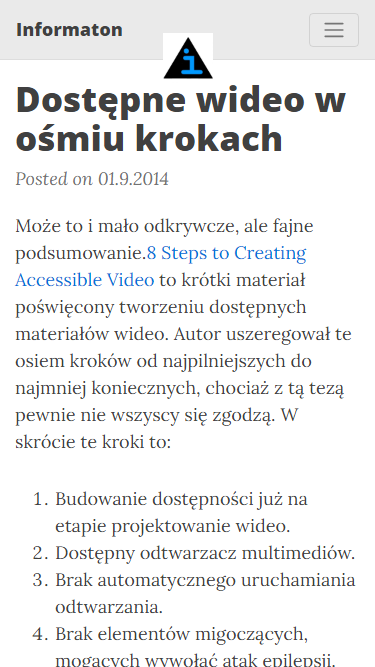 Informaton
i
Dostępne wideo w
ośmiu krokach
Posted on 01.9.2014
Może to i mało odkrywcze, ale fajne
podsumowanie.8 Steps to Creating
Accessible Video to krótki materiał
poświęcony tworzeniu dostępnych
materiałów wideo. Autor uszeregował te
osiem kroków od najpilniejszych do
najmniej koniecznych, chociaż z tą tezą
pewnie nie wszyscy się zgodzą. W
skrócie te kroki to:
1. Budowanie dostępności już na
etapie projektowanie wideo.
2. Dostępny odtwarzacz multimediów.
3. Brak automatycznego uruchamiania
odtwarzania.
4. Brak elementów migoczących,
mogących wywołać atak epilepsji.